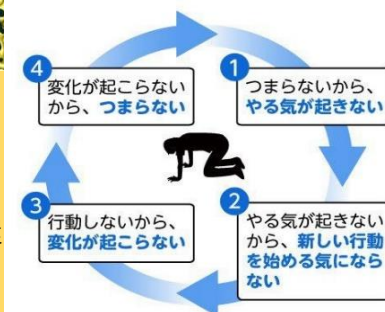 1
つまらないから、
やる気が起きない
2
やる気が起きない
から、新しい行動
を始める気になら
ない
3
行動しないから、
変化が起こらない
4
変化が起こらない
から、つまらない